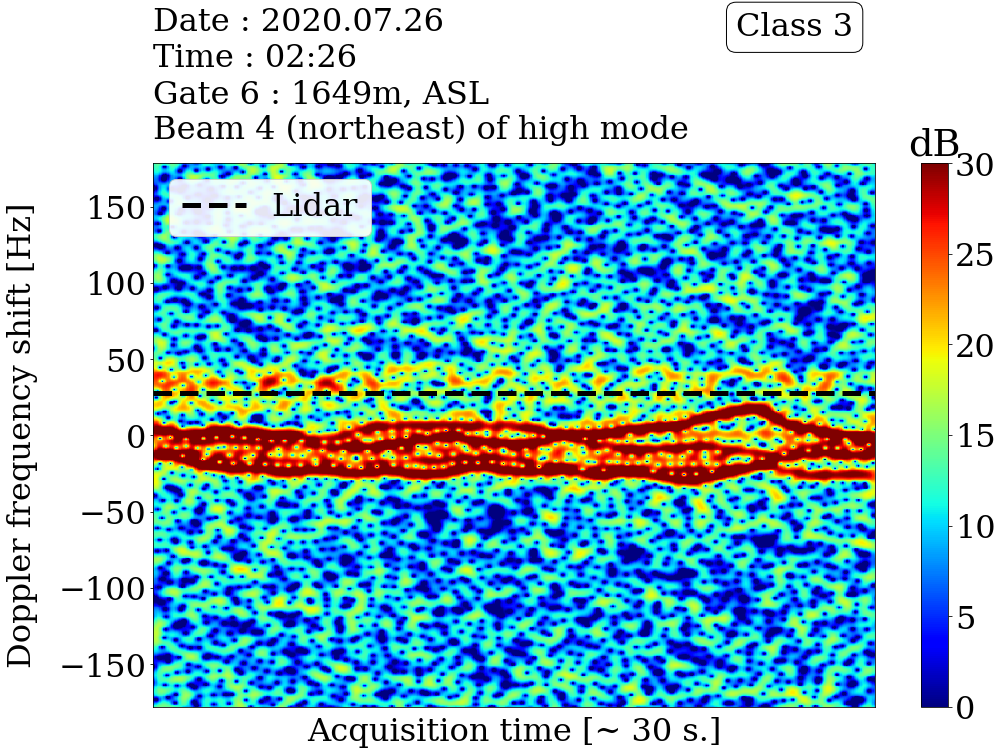 Date : 2020.07.26
Time : 02:26
Gate 6 : 1649m, ASL
Beam 4 (northeast) of high mode
Class 3
dB
Lidar
Doppler frequency shift [Hz]
150
100
50
0
−50
−100
−150
30
25
20
15
10
5
0
Acquisition time [~ 30 s.]